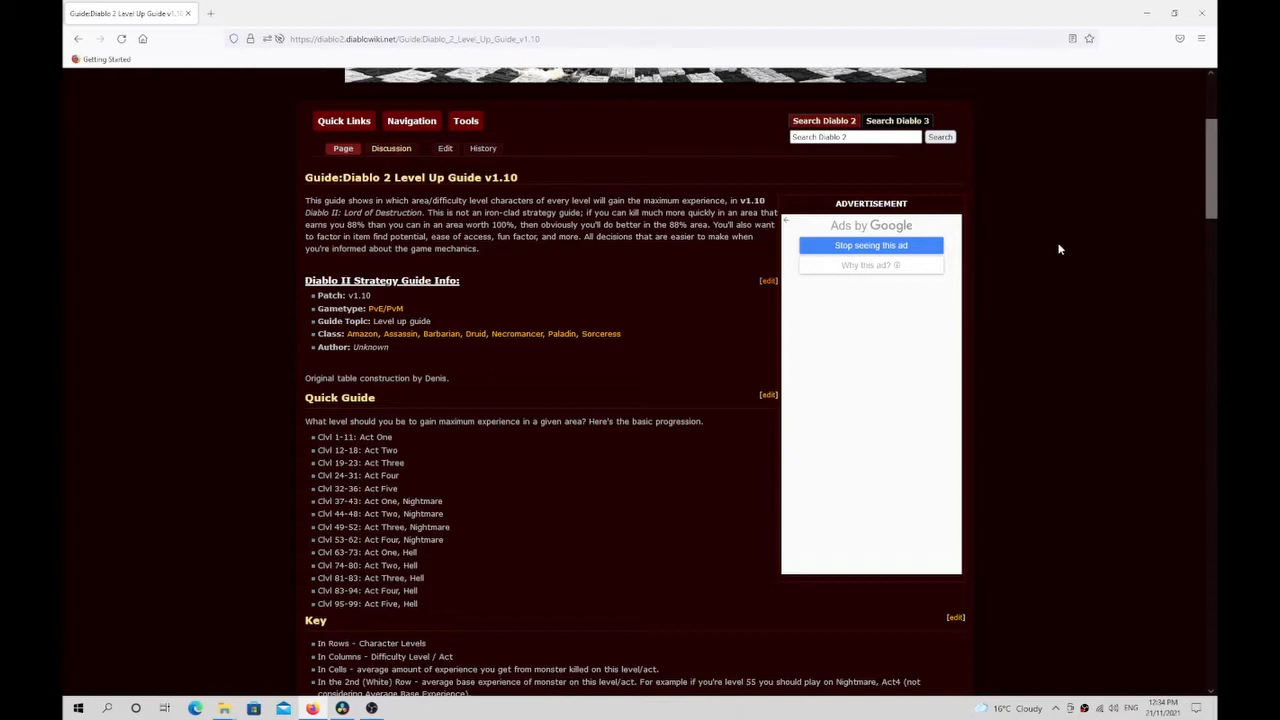 Guide:Diablo 2 Level Up Guide v1.10
https://diablo2.diablowiki.net/Guide:Diablo_2_Level_Up_Guide_v1.10
Getting Started
Quick Links Navigation Tools
Search Diablo 2 Search Diablo 3
Search Diablo 2 Search
Page Discussion Edit History
Guide:Diablo 2 Level Up Guide v1.10
This guide shows in which area/difficulty level characters of every level will gain the maximum experience, in v1.10
Diablo II: Lord of Destruction. This is not an iron-clad strategy guide; if you can kill much more quickly in an area that
earns you 88% than you can in an area worth 100%, then obviously you'll do better in the 88% area. You'll also want
to factor in item find potential, ease of access, fun factor, and more. All decisions that are easier to make when
you're informed about the game mechanics.
ADVERTISEMENT
Ads by Google
Stop seeing this ad
Why this ad?
Diablo II Strategy Guide Info: [edit]
Patch: v1.10
Gametype: PvE/PvM
Guide Topic: Level up guide
Class: Amazon, Assassin, Barbarian, Druid, Necromancer, Paladin, Sorceress
Author: Unknown
Original table construction by Denis.
Quick Guide [edit]
What level should you be to gain maximum experience in a given area? Here's the basic progression.
Clvl 1-11: Act One
Clvl 12-18: Act Two
Clvl 19-23: Act Three
Clvl 24-31: Act Four
Clvl 32-36: Act Five
Clvl 37-43: Act One, Nightmare
Clvl 44-48: Act Two, Nightmare
Clvl 49-52: Act Three, Nightmare
Clvl 53-62: Act Four, Nightmare
Clvl 63-73: Act One, Hell
Clvl 74-80: Act Two, Hell
Clvl 81-83: Act Three, Hell
Clvl 83-94: Act Four, Hell
Clvl 95-99: Act Five, Hell
Key [edit]
In Rows - Character Levels
In Columns - Difficulty Level / Act
In Cells - average amount of experience you get from monster killed on this level/act.
In the 2nd (White) Row - average base experience of monster on this level/act. For example if you're level 55 you should play on Nightmare, Act4 (not
considering Average Base Experience).
16°C Cloudy ENG 12:34 PM
21/11/2021